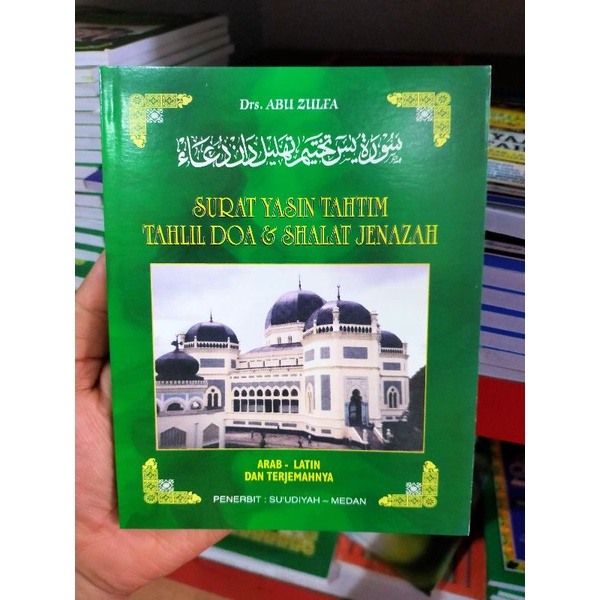 Drs. ABU ZULFA
سورة يس تختيم تهليل دان دعاء
SURAT YASIN TAHTIM
TAHLIL DOA & SHALAT JENAZAH
ARAB - LATIN
DAN TERJEMAHNYA
PENERBIT : SU'UDIYAH - MEDAN